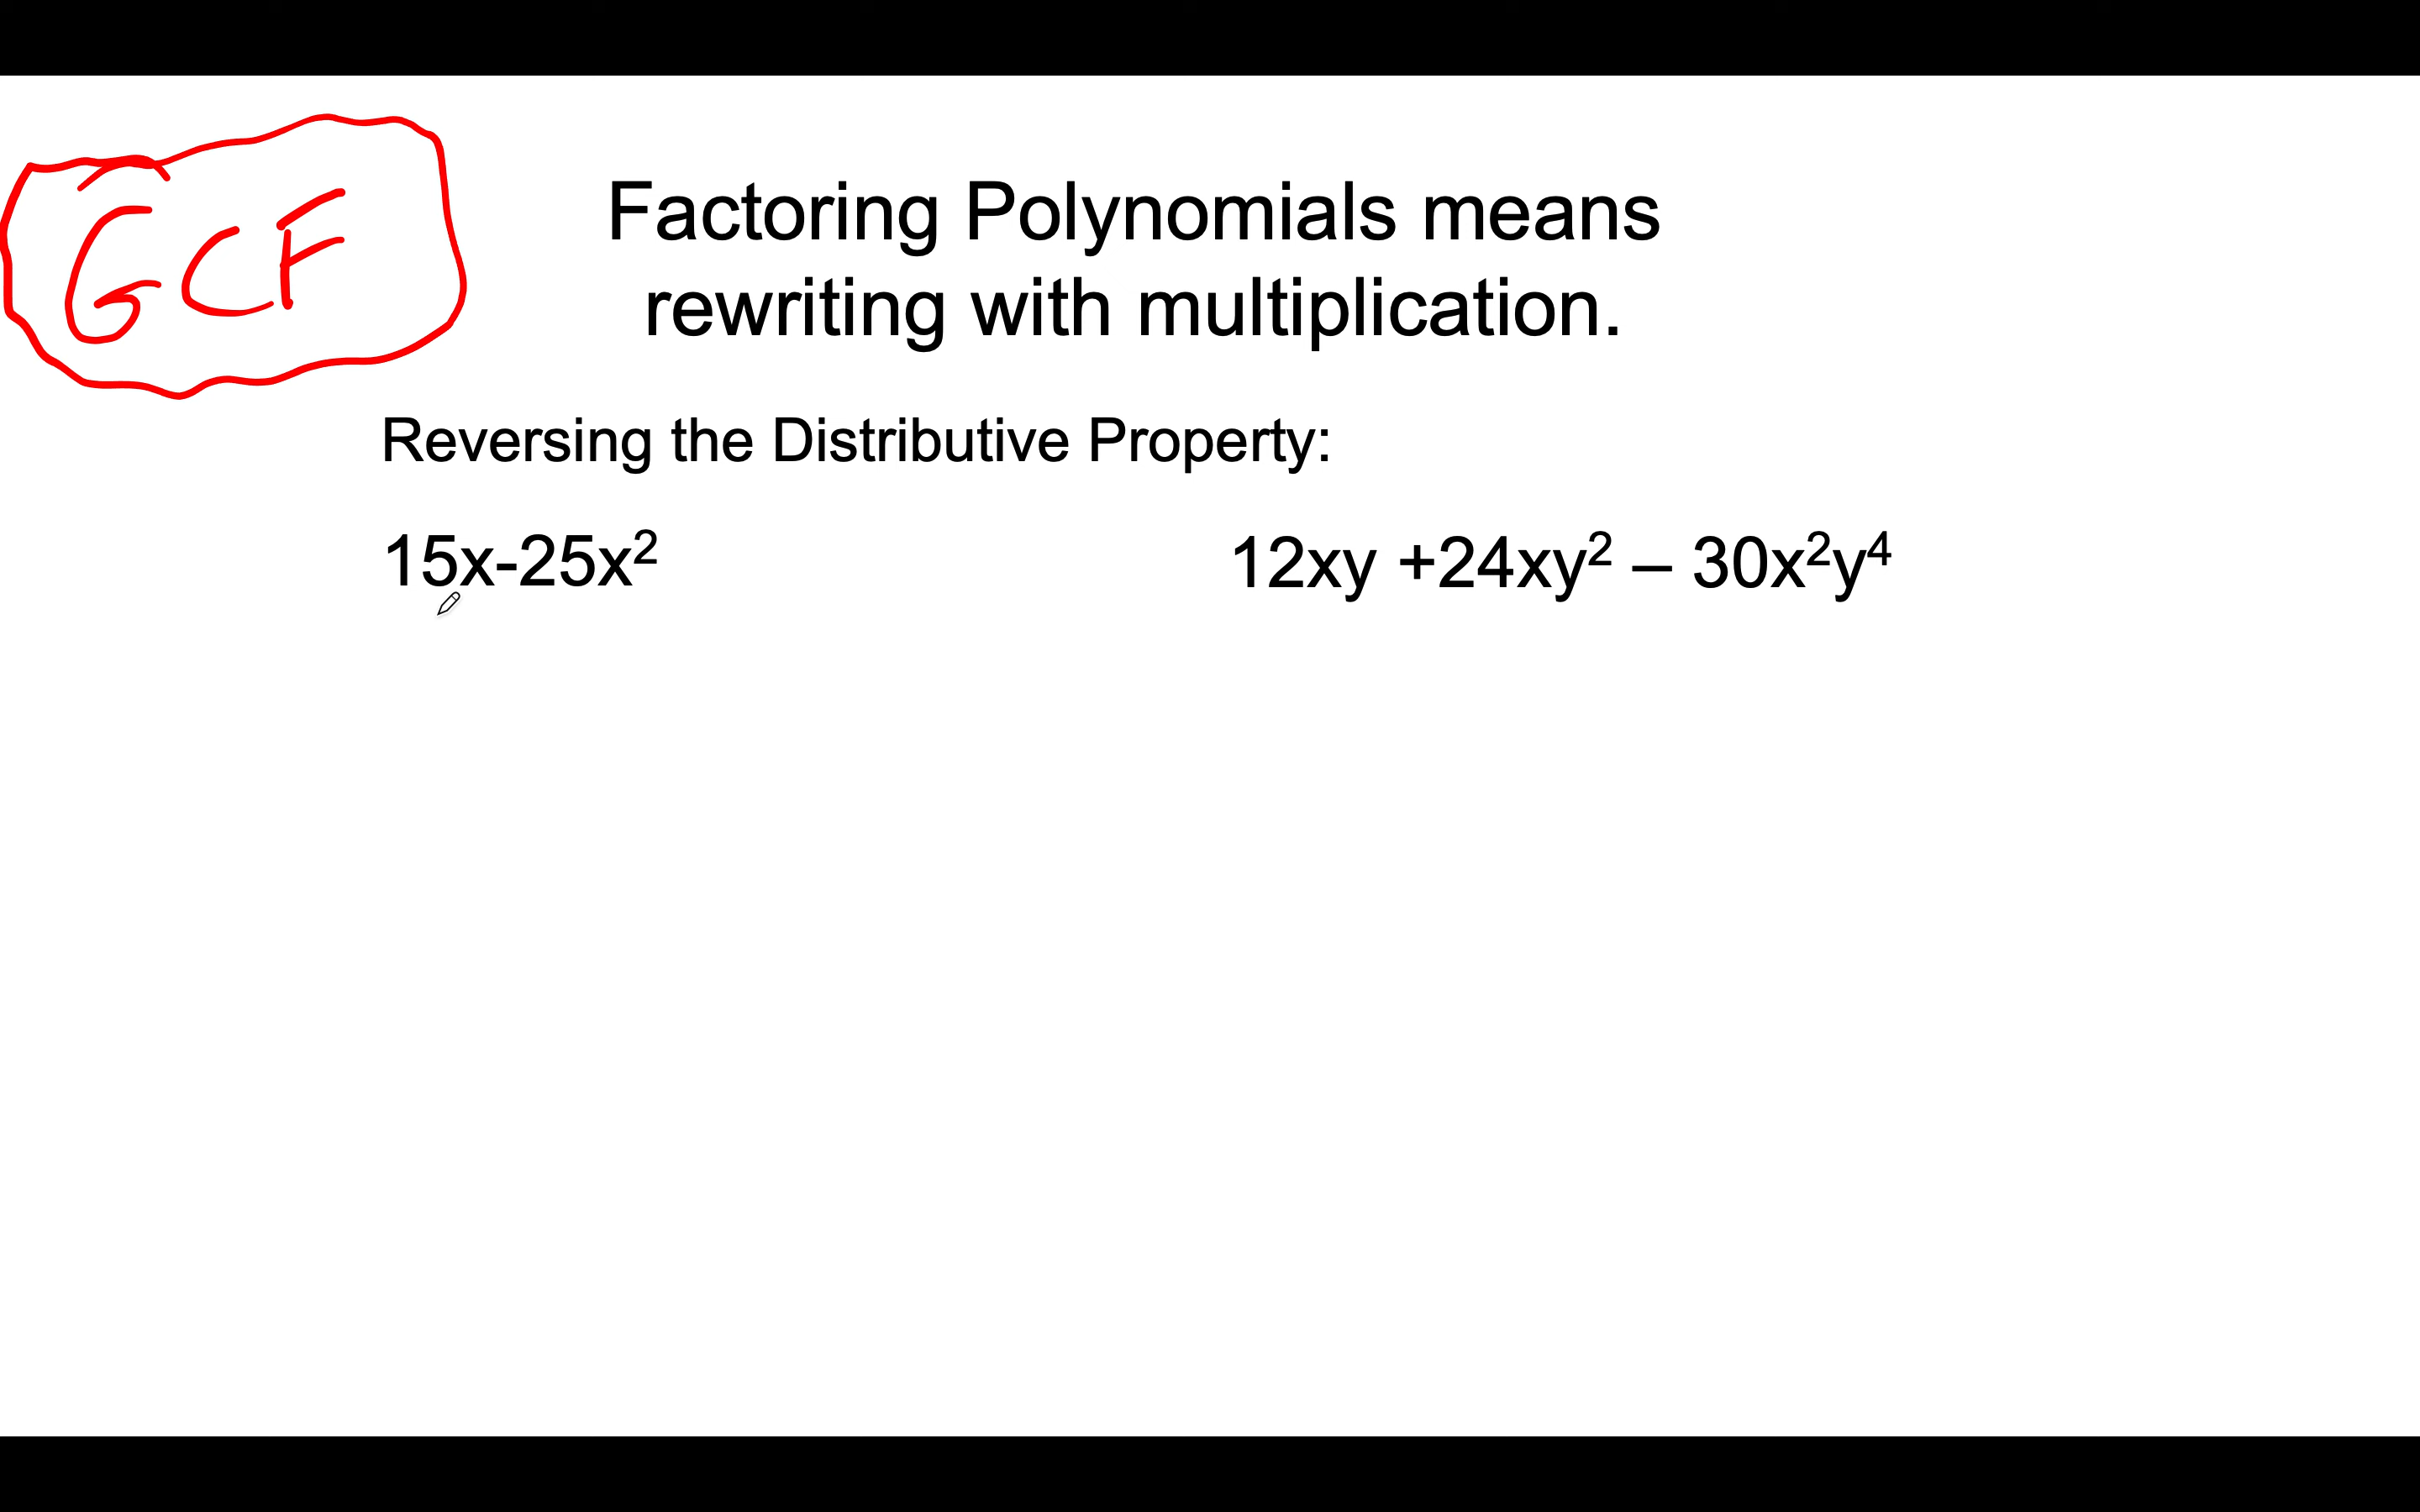 GCF
Factoring Polynomials means
rewriting with multiplication.
Reversing the Distributive Property:
15x-25x²
12xy +24xy² – 30x²y⁴